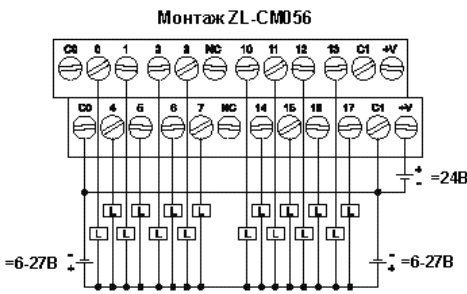 Монтаж ZL-CM056
C0 0 1 2 3 NC 10 11 12 13 C1 +V
C0 4 5 6 7 NC 14 15 16 17 C1 +V
+
- =24В
L L L L L L L L
L L L L L L L L
=6-27В - +
- + =6-27В